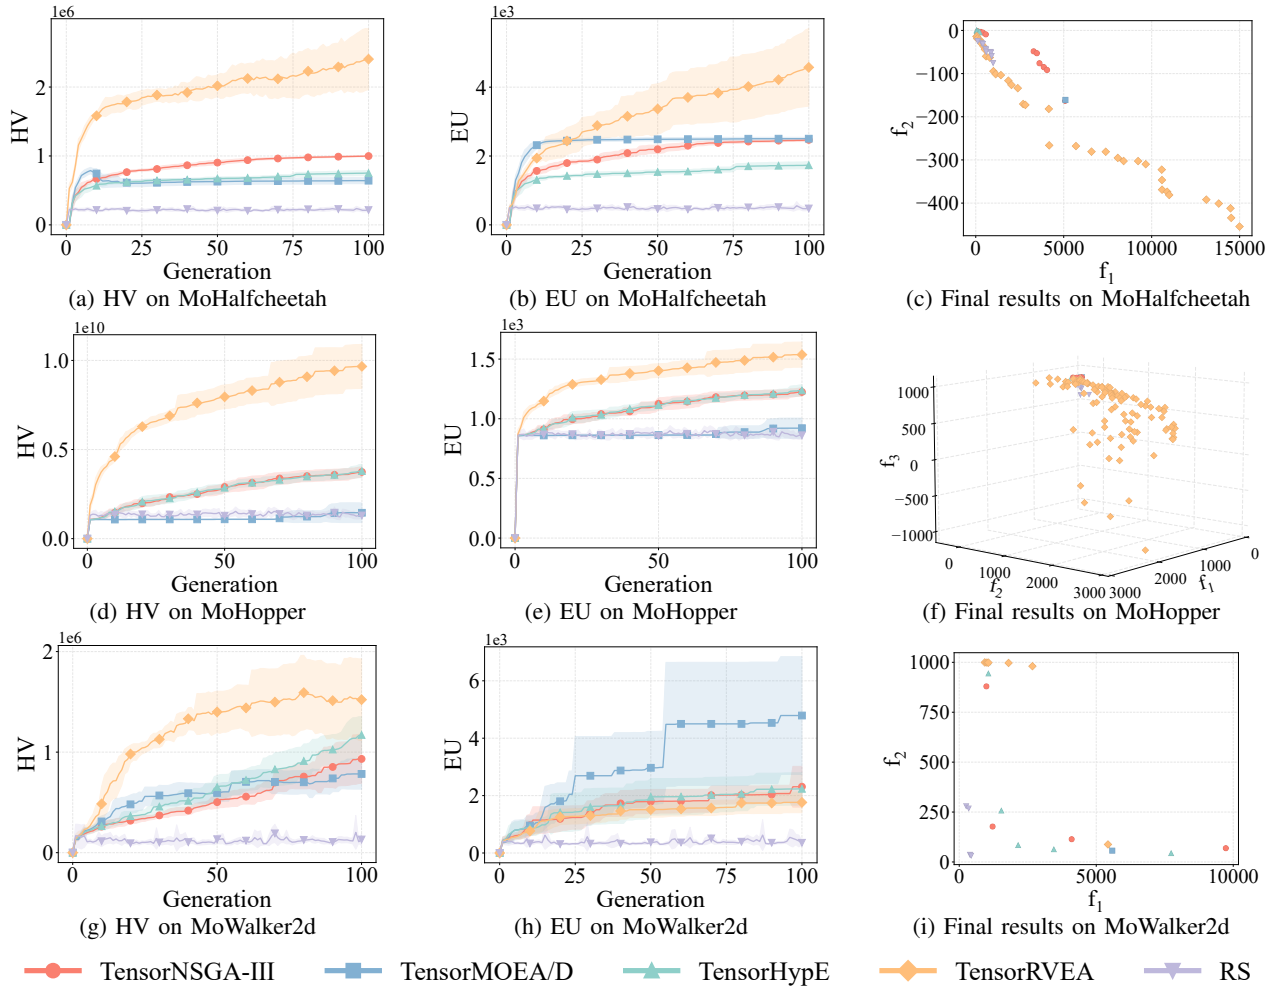 1e6
HV
2
1
0
0 25 50 75 100
Generation
(a) HV on MoHalfcheetah
1e3
EU
4
2
0
0 25 50 75 100
Generation
(b) EU on MoHalfcheetah
f2
0
−100
−200
−300
−400
0 5000 10000 15000
f1
(c) Final results on MoHalfcheetah
1e10
HV
1.0
0.5
0.0
0 50 100
Generation
(d) HV on MoHopper
1e3
EU
1.5
1.0
0.5
0.0
0 50 100
Generation
(e) EU on MoHopper
f3
1000
500
0
−500
−1000
0 1000 2000 3000
f2
3000 2000 1000 0
f1
(f) Final results on MoHopper
1e6
HV
2
1
0
0 50 100
Generation
(g) HV on MoWalker2d
1e3
EU
6
4
2
0
0 25 50 75 100
Generation
(h) EU on MoWalker2d
f2
1000
750
500
250
0
0 5000 10000
f1
(i) Final results on MoWalker2d
TensorNSGA-III TensorMOEA/D TensorHypE TensorRVEA RS